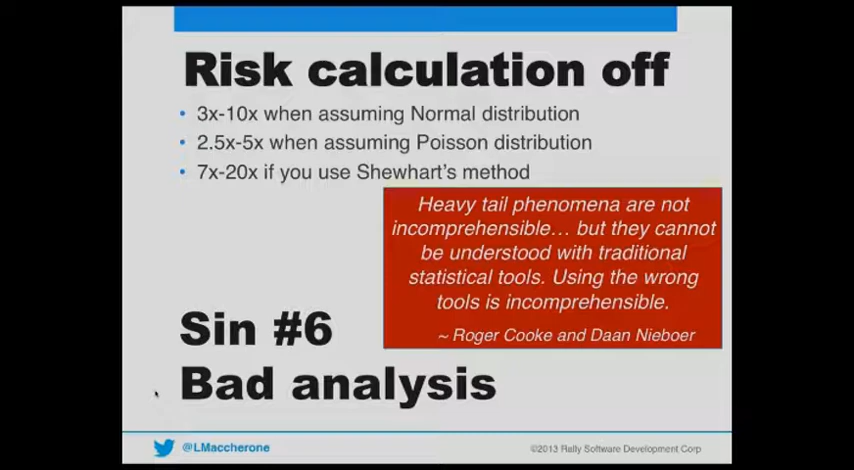 Risk calculation off
• 3x-10x when assuming Normal distribution
• 2.5x-5x when assuming Poisson distribution
• 7x-20x if you use Shewhart's method
Heavy tail phenomena are not
incomprehensible… but they cannot
be understood with traditional
statistical tools. Using the wrong
tools is incomprehensible.
~ Roger Cooke and Daan Nieboer
Sin #6
Bad analysis
@LMaccherone
©2013 Rally Software Development Corp